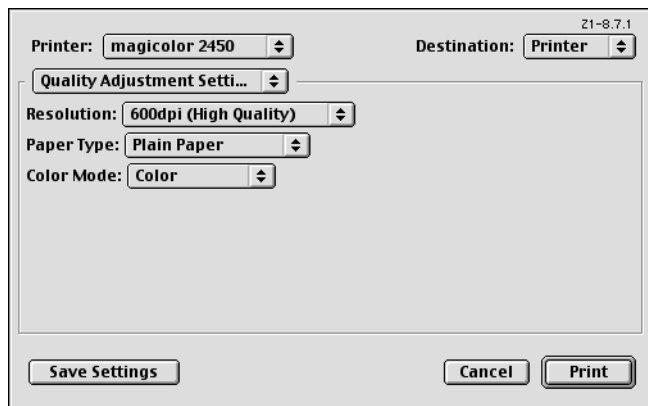 Z1-8.7.1
Printer: magicolor 2450 Destination: Printer
Quality Adjustment Setti...
Resolution: 600dpi (High Quality)
Paper Type: Plain Paper
Color Mode: Color
Save Settings Cancel Print